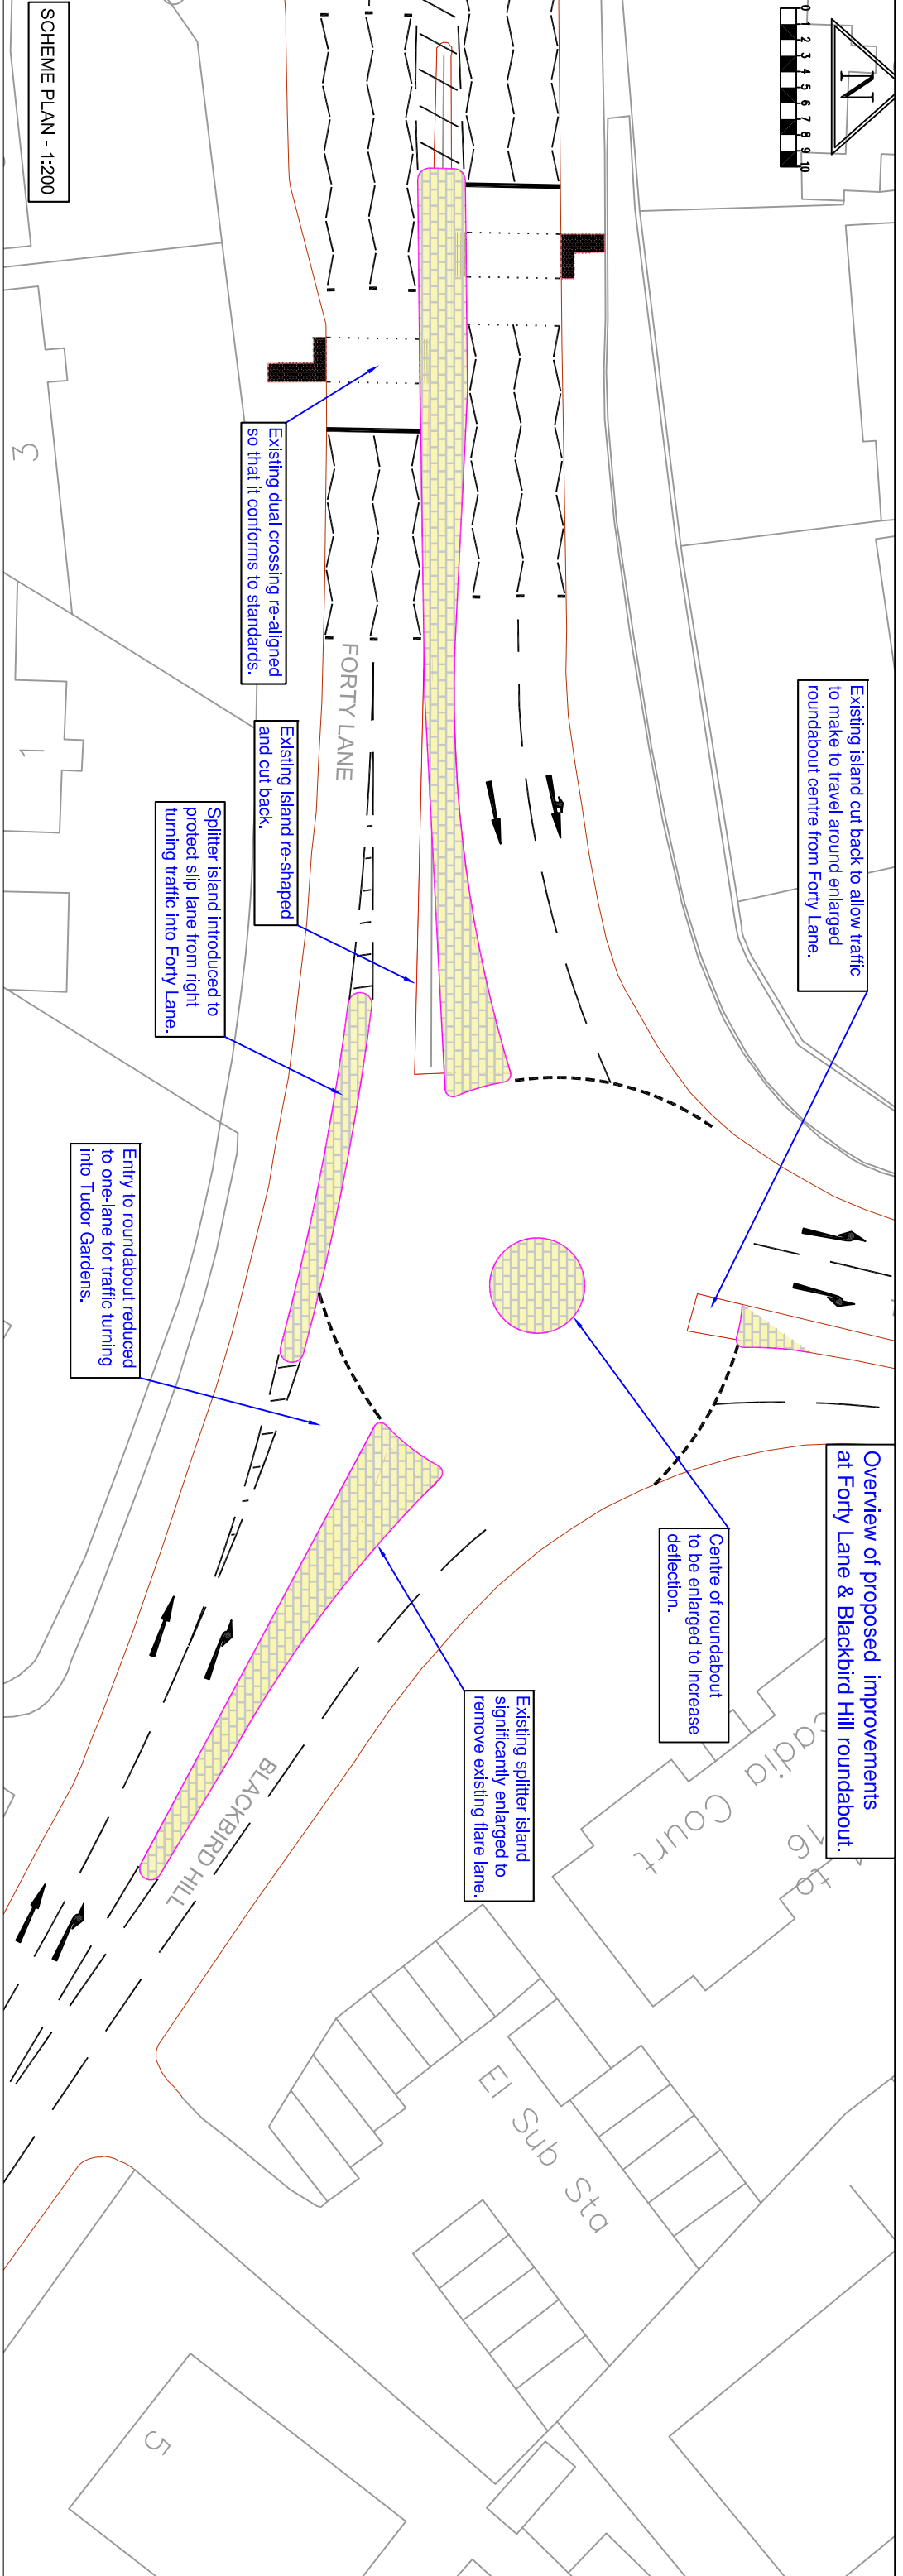 Overview of proposed improvements
at Forty Lane & Blackbird Hill roundabout.
N
0 1 2 3 4 5 6 7 8 9 10
Existing island cut back to allow traffic
to make to travel around enlarged
roundabout centre from Forty Lane.
Centre of roundabout
to be enlarged to increase
deflection.
Existing splitter island
significantly enlarged to
remove existing flare lane.
Existing dual crossing re-aligned
so that it conforms to standards.
FORTY LANE
Existing island re-shaped
and cut back.
Splitter island introduced to
protect slip lane from right
turning traffic into Forty Lane.
Entry to roundabout reduced
to one-lane for traffic turning
into Tudor Gardens.
BLACKBIRD HILL
16 to
Court
El Sub Sta
3
1
5
SCHEME PLAN - 1:200